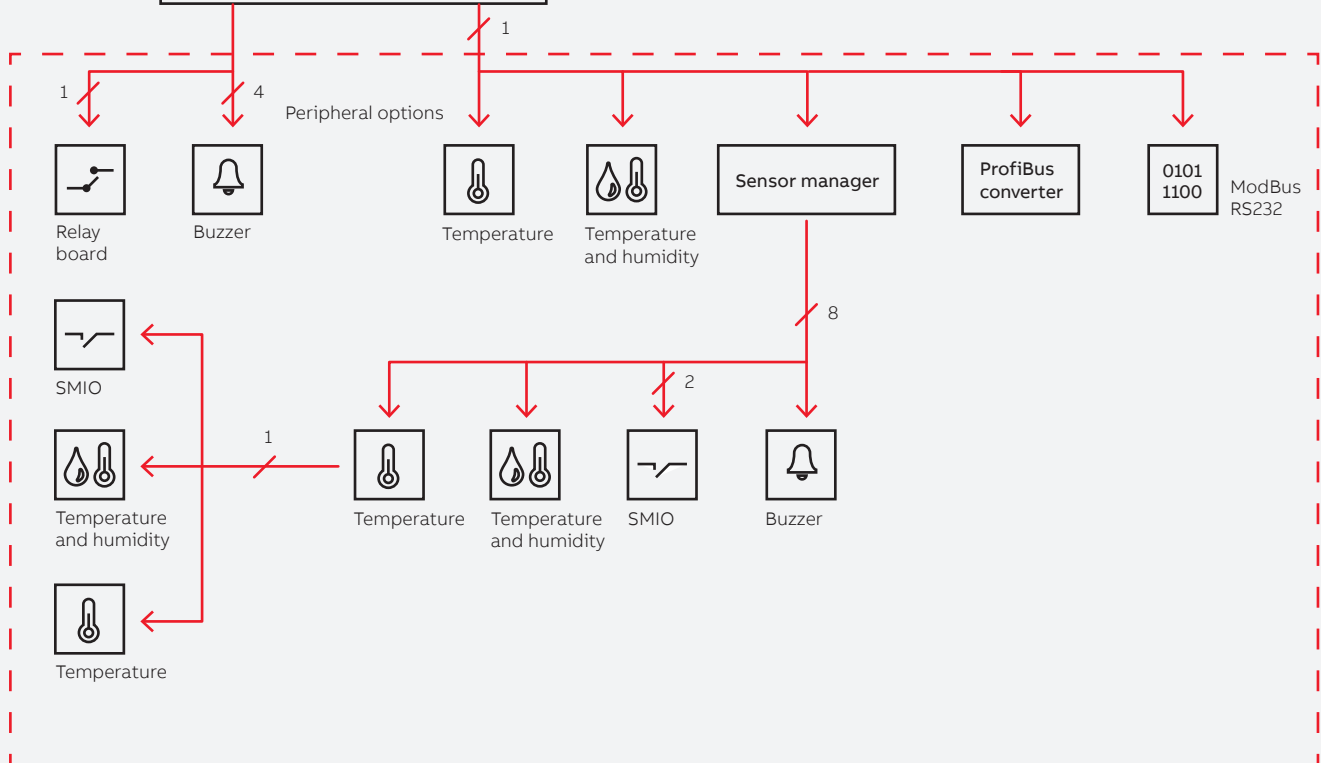 1
1
4
Peripheral options
Relay
board
Buzzer
Temperature
Temperature
and humidity
Sensor manager
ProfiBus
converter
0101
1100
ModBus
RS232
8
SMIO
2
1
Temperature
and humidity
Temperature
Temperature
and humidity
SMIO
Buzzer
Temperature